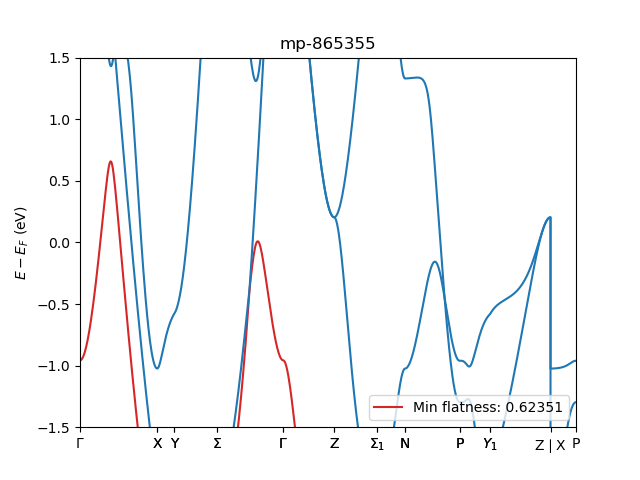 mp-865355
1.5
1.0
0.5
0.0
−0.5
−1.0
−1.5
E − E_F (eV)
Min flatness: 0.62351
Γ X Y Σ Γ Z Σ₁ N P Y₁ Z | X P